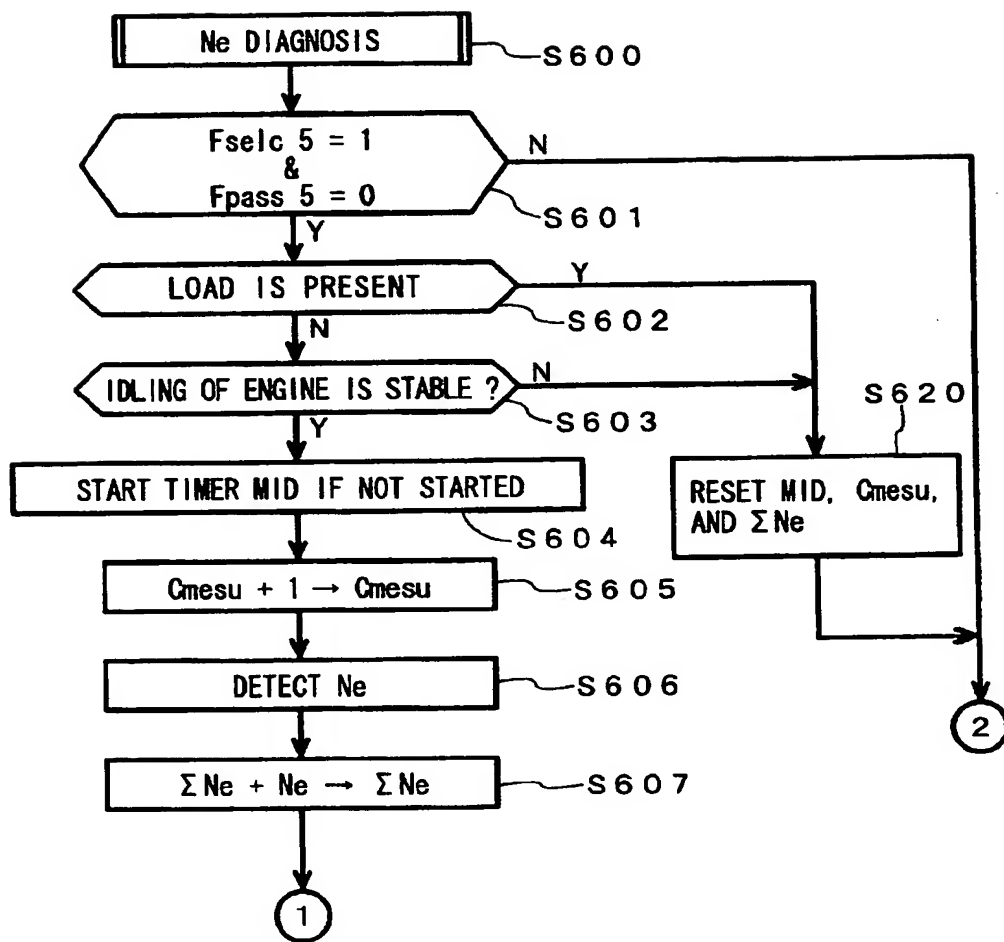 Ne DIAGNOSIS
S600
Fselc 5 = 1
&
Fpass 5 = 0
N
S601
Y
LOAD IS PRESENT
Y
S602
N
IDLING OF ENGINE IS STABLE ?
N
S603
Y
S620
START TIMER MID IF NOT STARTED
S604
RESET MID, Cmesu,
AND ΣNe
Cmesu + 1 → Cmesu
S605
DETECT Ne
S606
2
ΣNe + Ne → ΣNe
S607
1